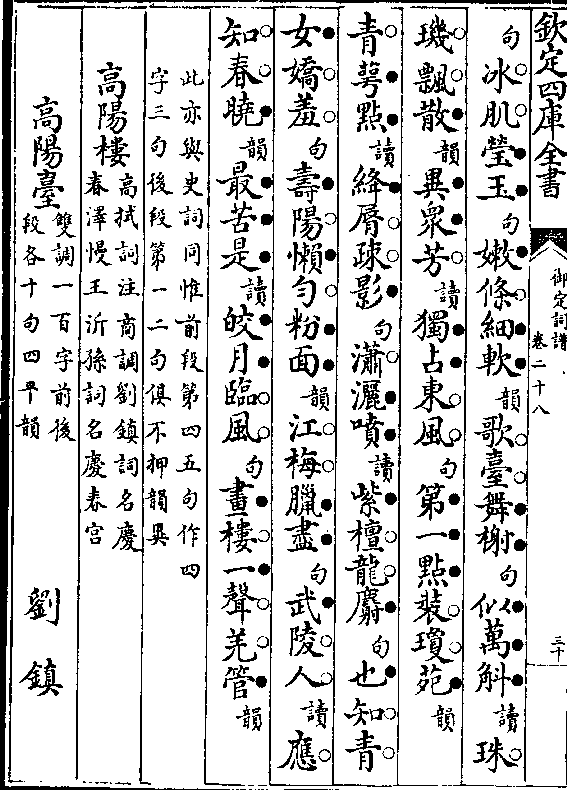 欽定四庫全書
御定詞譜
卷二十八
三十
句冰肌瑩玉句嫩條細軟韻歌臺舞榭句似萬斛讀珠
璣飄散韻異衆芳讀獨占東風句第一點裝瓊苑韻
青萼點讀絳脣疎影句瀟灑噴讀紫檀龍麝句也知青
女嬌羞句壽陽懶勻粉面韻江梅臘盡句武陵人讀應
知春曉韻最苦是讀皎月臨風句畫樓一聲羌管韻
此亦與史詞同惟前段第四五句作四
字三句後段第一二句俱不押韻異
高陽樓高拭詞注商調劉鎮詞名慶
春澤慢王沂孫詞名慶春宮
高陽臺雙調一百字前後
段各十句四平韻
劉鎮